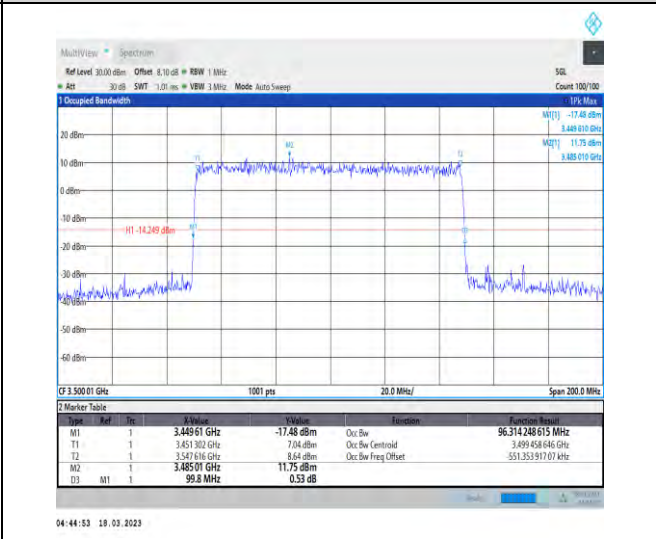 MultiView Spectrum
Ref Level 30.00 dBm Offset 8.10 dB RBW 1 MHz SGL
Att 30 dB SWT 1.01 ms VBW 3 MHz Mode Auto Sweep Count 100/100
1 Occupied Bandwidth 1Pk Max
M1[1] -17.48 dBm
3.449 610 GHz
20 dBm
M2[1] 11.75 dBm
3.485 010 GHz
M2
T1
T2
10 dBm
0 dBm
-10 dBm
H1 -14.249 dBm
M1
-20 dBm
-30 dBm
-40 dBm
-50 dBm
-60 dBm
CF 3.500 01 GHz 1001 pts 20.0 MHz/ Span 200.0 MHz
2 Marker Table
Type Ref Trc X-Value Y-Value Function Function Result
M1 1 3.449 61 GHz -17.48 dBm Occ Bw 96.314 248 615 MHz
T1 1 3.451 302 GHz 7.04 dBm Occ Bw Centroid 3.499 458 646 GHz
T2 1 3.547 616 GHz 8.64 dBm Occ Bw Freq Offset -551.353 917 07 kHz
M2 1 3.485 01 GHz 11.75 dBm
D3 M1 1 99.8 MHz 0.53 dB
04:44:53 18.03.2023